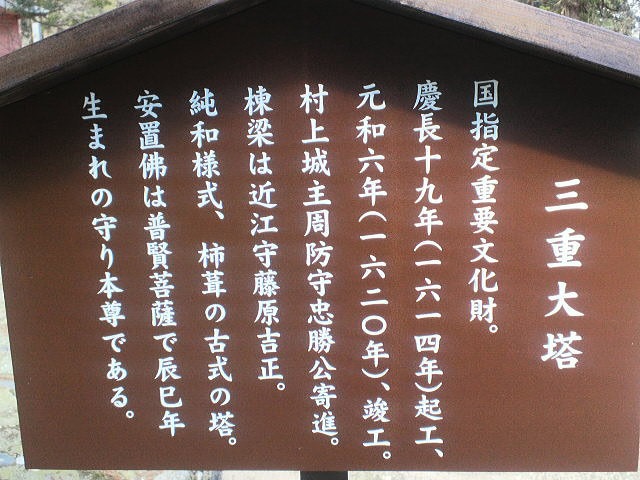 三重大塔
国指定重要文化財。
慶長十九年(一六一四年)起工、
元和六年(一六二〇年)、竣工。
村上城主周防守忠勝公寄進。
棟梁は近江守藤原吉正。
純和様式、柿葺の古式の塔。
安置佛は普賢菩薩で辰巳年
生まれの守り本尊である。